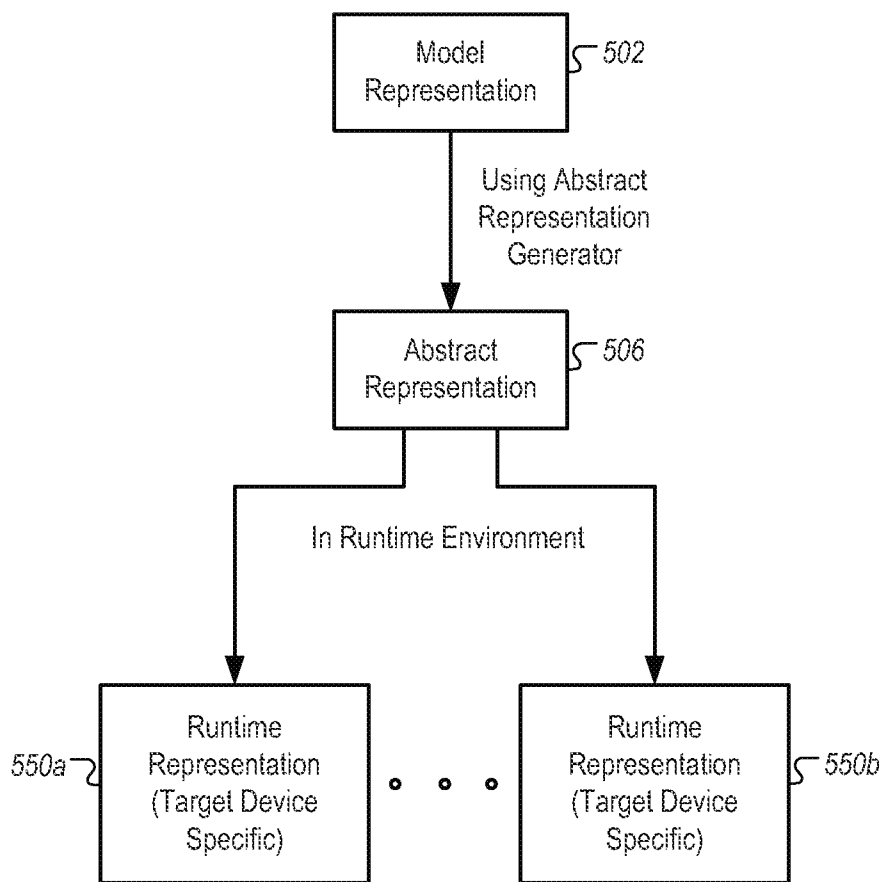 Model
Representation
502
Using Abstract
Representation
Generator
Abstract
Representation
506
In Runtime Environment
Runtime
Representation
(Target Device
Specific)
550a
Runtime
Representation
(Target Device
Specific)
550b